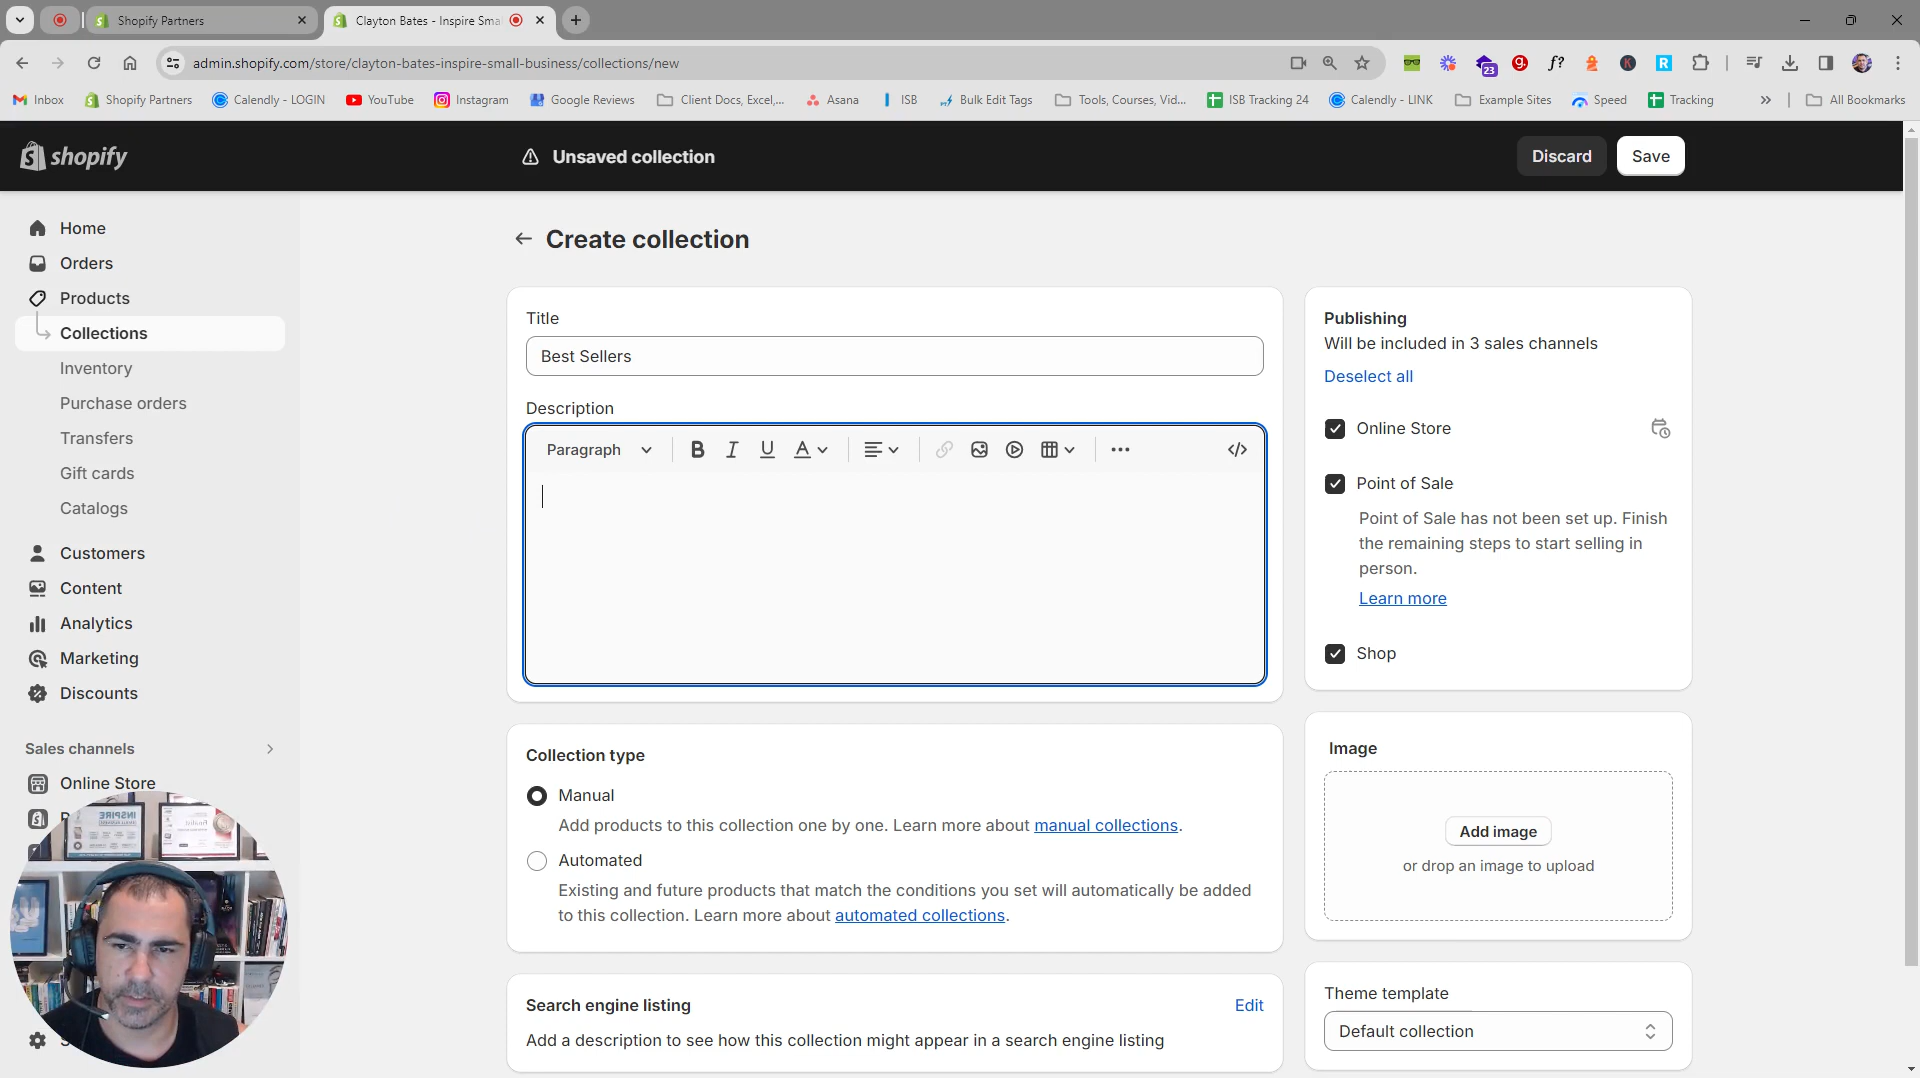 Shopify Partners
Clayton Bates - Inspire Sma
admin.shopify.com/store/clayton-bates-inspire-small-business/collections/new
23
Inbox
Shopify Partners
Calendly - LOGIN
YouTube
Instagram
Google Reviews
Client Docs, Excel,...
Asana
ISB
Bulk Edit Tags
Tools, Courses, Vid...
ISB Tracking 24
Calendly - LINK
Example Sites
Speed
Tracking
All Bookmarks
shopify
Unsaved collection
Discard
Save
Home
Orders
Products
Collections
Inventory
Purchase orders
Transfers
Gift cards
Catalogs
Customers
Content
Analytics
Marketing
Discounts
Sales channels
Online Store
Create collection
Title
Best Sellers
Description
Paragraph
Collection type
Manual
Add products to this collection one by one. Learn more about manual collections.
Automated
Existing and future products that match the conditions you set will automatically be added
to this collection. Learn more about automated collections.
Search engine listing
Edit
Add a description to see how this collection might appear in a search engine listing
Publishing
Will be included in 3 sales channels
Deselect all
Online Store
Point of Sale
Point of Sale has not been set up. Finish
the remaining steps to start selling in
person.
Learn more
Shop
Image
Add image
or drop an image to upload
Theme template
Default collection